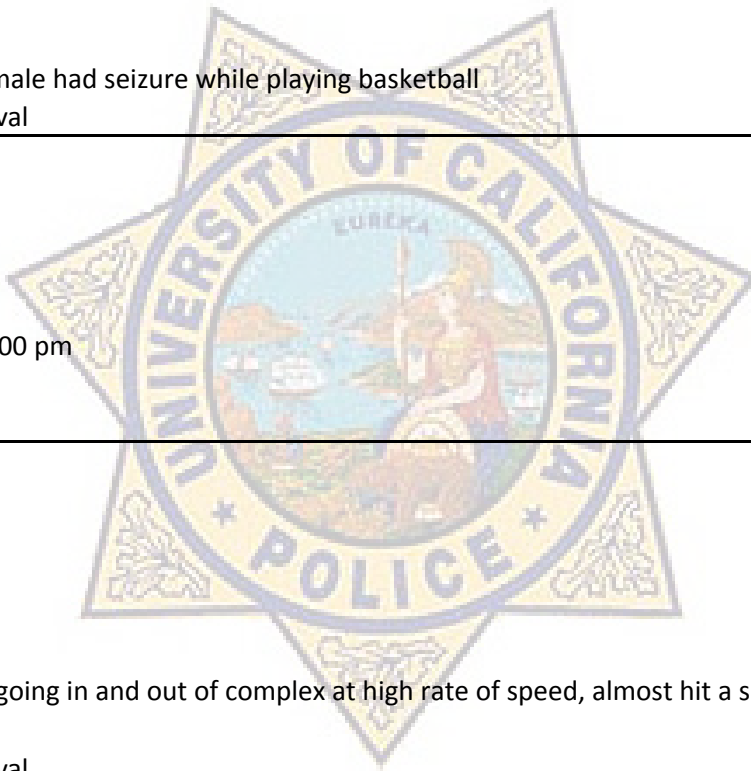 male had seizure while playing basketball
val
UNIVERSITY OF CALIFORNIA
EUREKA
00 pm
POLICE
going in and out of complex at high rate of speed, almost hit a s
val